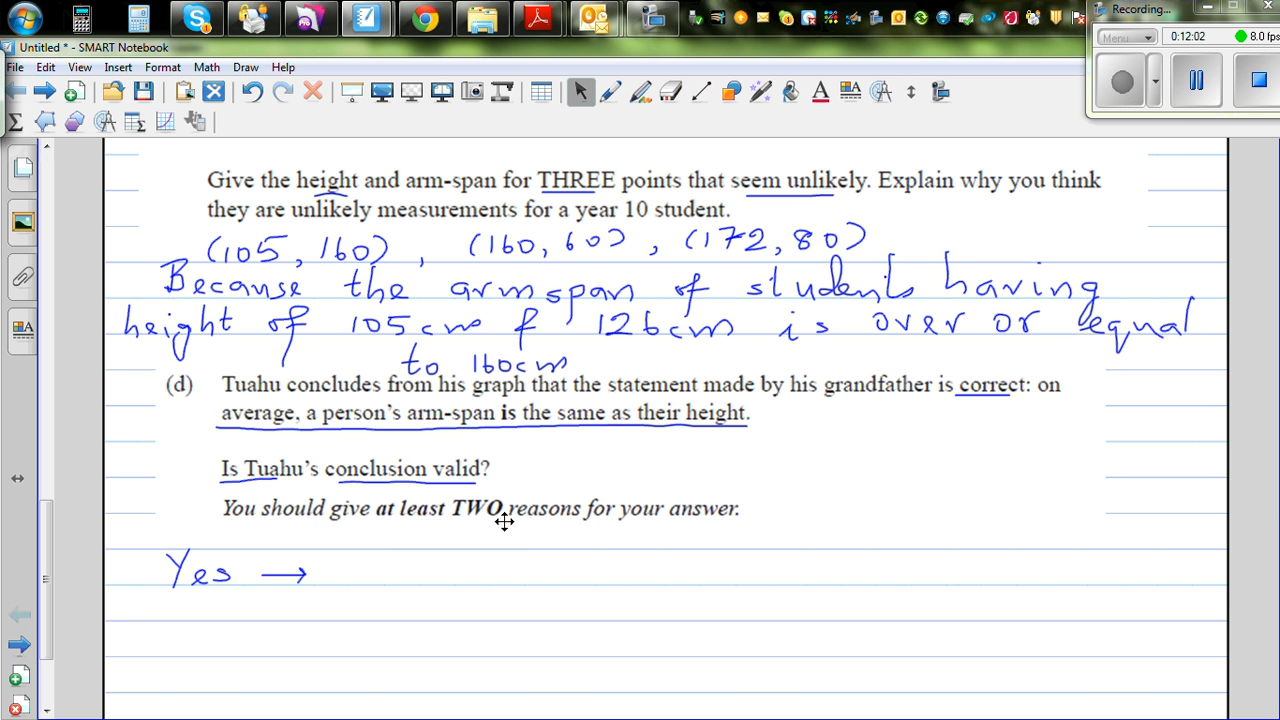 Recording...
Untitled * - SMART Notebook
Menu
0:12:02
8.0 fps
File Edit View Insert Format Math Draw Help
Give the height and arm-span for THREE points that seem unlikely. Explain why you think
they are unlikely measurements for a year 10 student.
(105, 160), (160, 60), (172, 80)
Because the armspan of students having
height of 105cm & 126cm is over or equal
to 160cm
(d) Tuahu concludes from his graph that the statement made by his grandfather is correct: on
average, a person's arm-span is the same as their height.
Is Tuahu's conclusion valid?
You should give at least TWO reasons for your answer.
Yes →